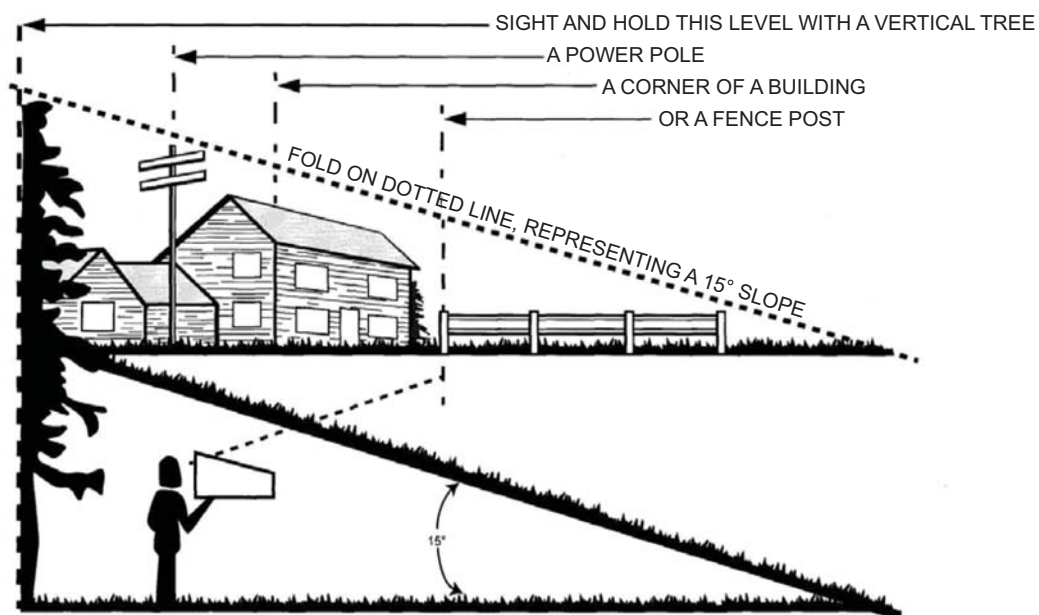 SIGHT AND HOLD THIS LEVEL WITH A VERTICAL TREE
A POWER POLE
A CORNER OF A BUILDING
OR A FENCE POST
FOLD ON DOTTED LINE, REPRESENTING A 15° SLOPE
15°